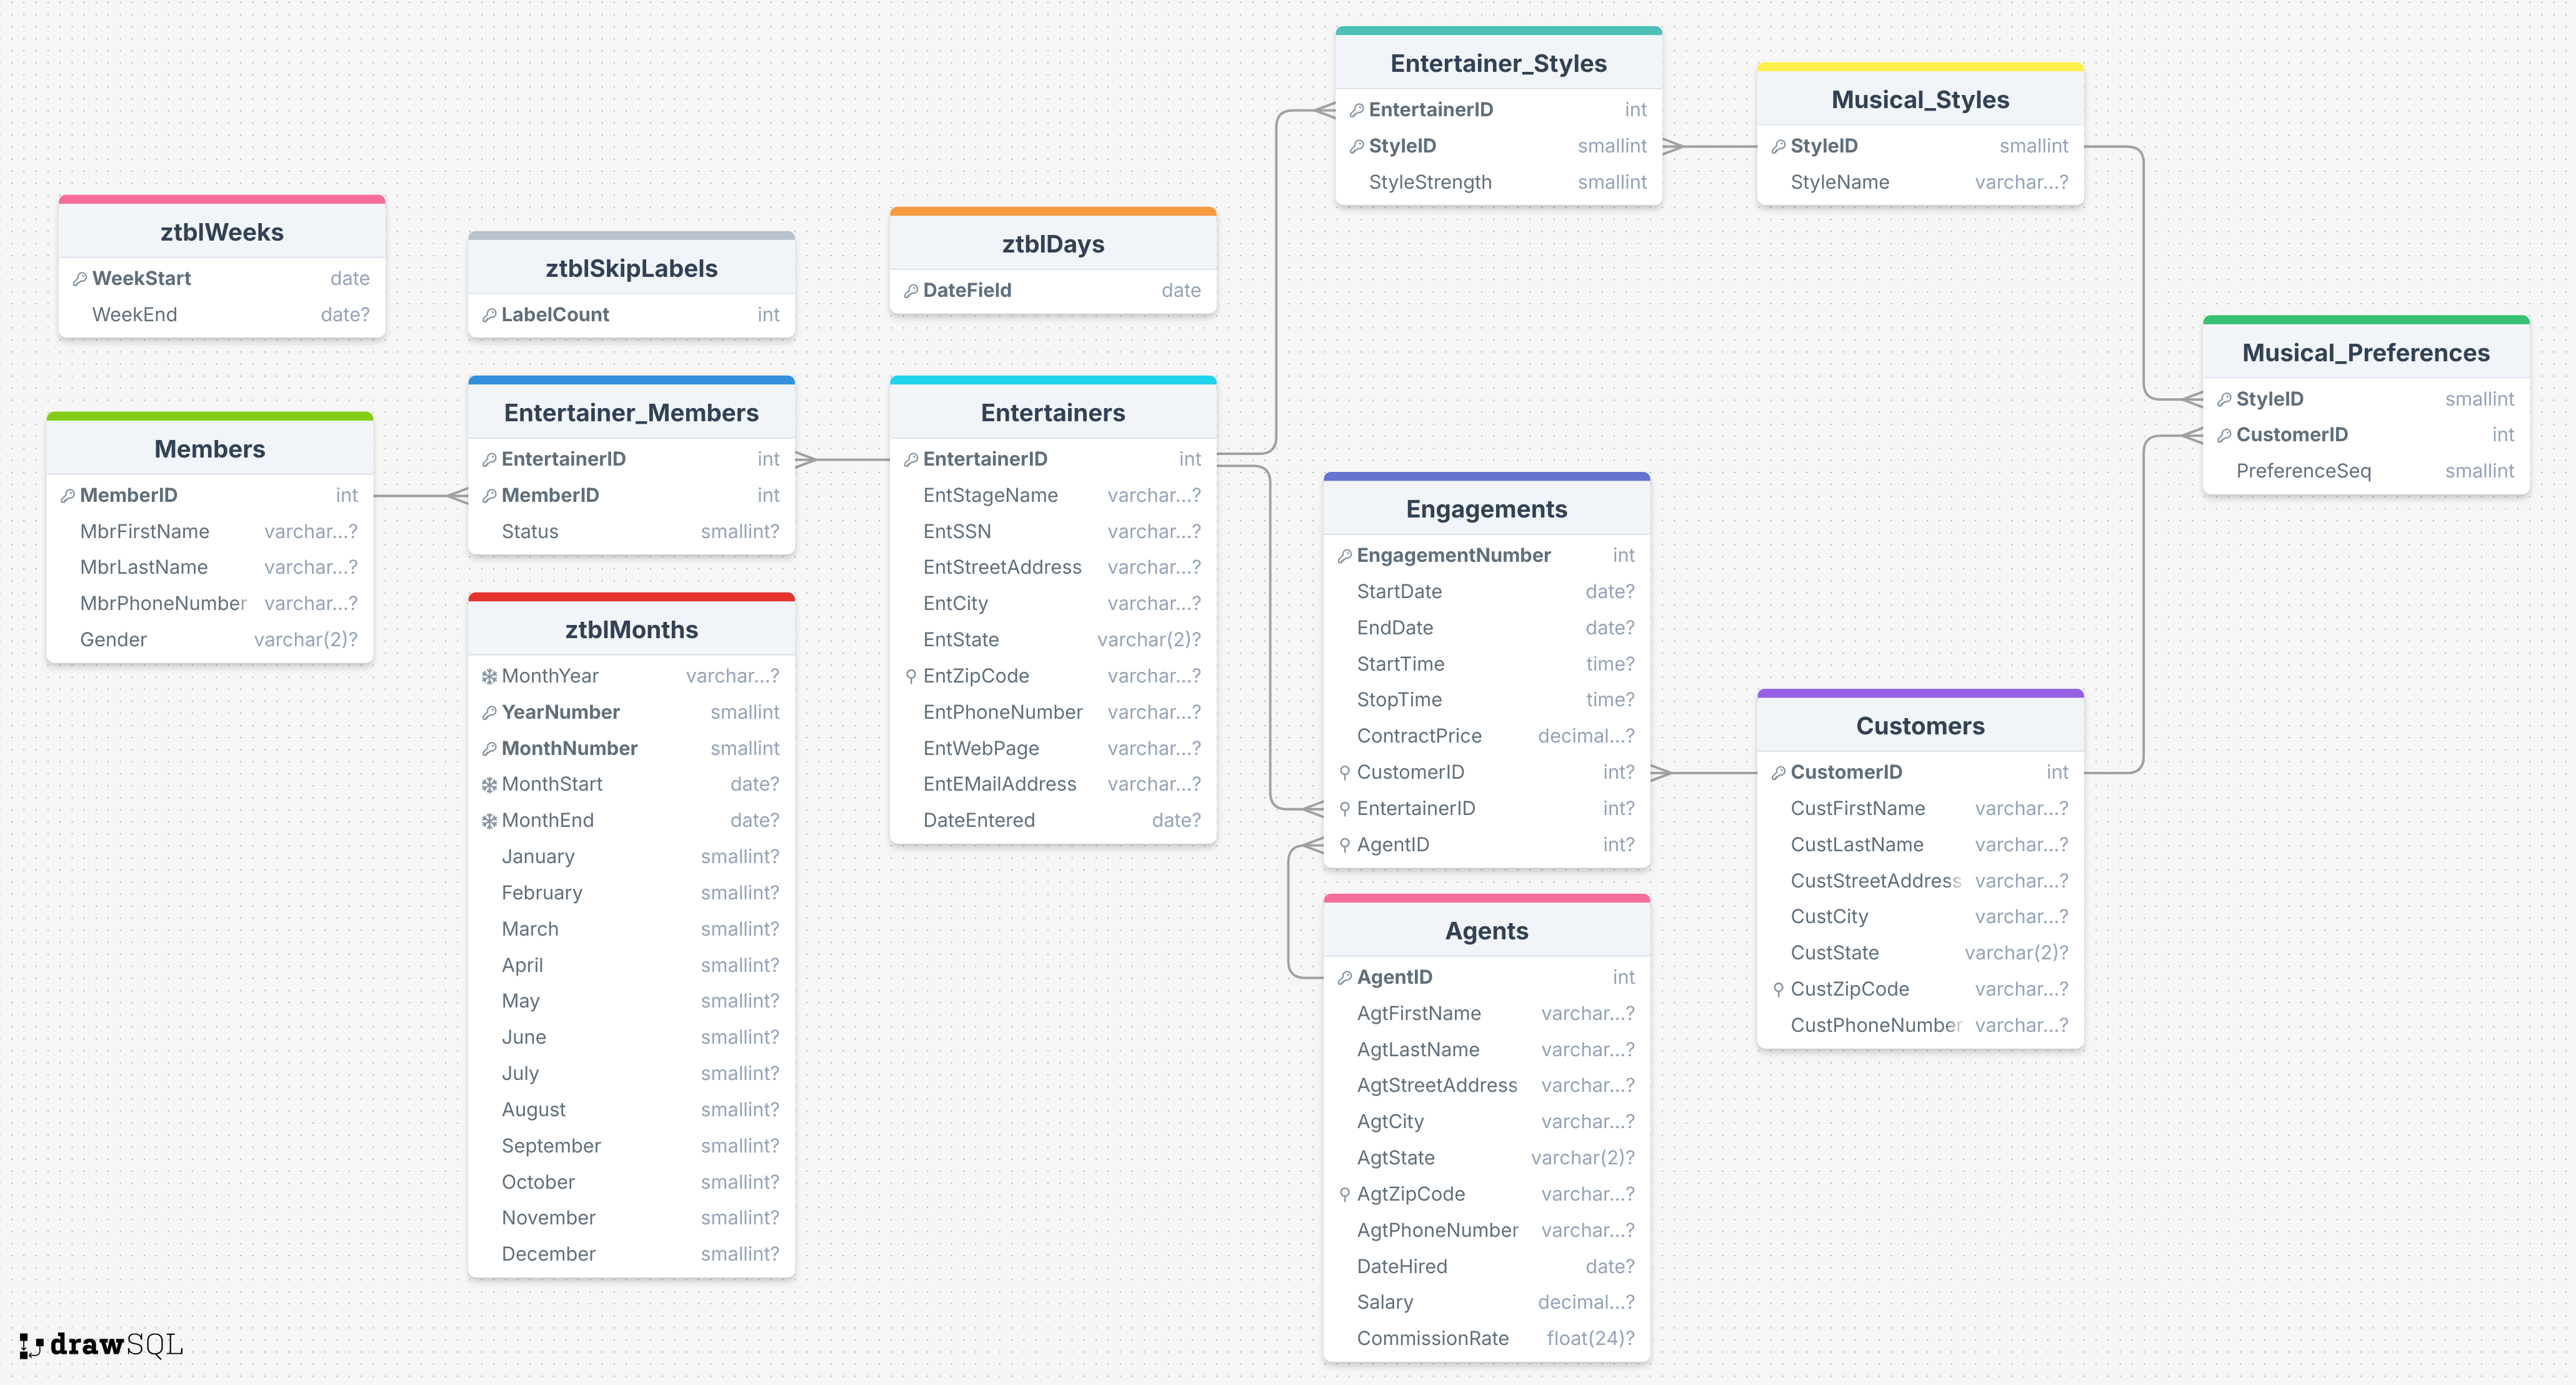 Entertainer_Styles
EntertainerID int
StyleID smallint
StyleStrength smallint
Musical_Styles
StyleID smallint
StyleName varchar...?
ztblWeeks
WeekStart date
WeekEnd date?
ztblSkipLabels
LabelCount int
ztblDays
DateField date
Musical_Preferences
StyleID smallint
CustomerID int
PreferenceSeq smallint
Members
MemberID int
MbrFirstName varchar...?
MbrLastName varchar...?
MbrPhoneNumber varchar...?
Gender varchar(2)?
Entertainer_Members
EntertainerID int
MemberID int
Status smallint?
Entertainers
EntertainerID int
EntStageName varchar...?
EntSSN varchar...?
EntStreetAddress varchar...?
EntCity varchar...?
EntState varchar(2)?
EntZipCode varchar...?
EntPhoneNumber varchar...?
EntWebPage varchar...?
EntEMailAddress varchar...?
DateEntered date?
Engagements
EngagementNumber int
StartDate date?
EndDate date?
StartTime time?
StopTime time?
ContractPrice decimal...?
CustomerID int?
EntertainerID int?
AgentID int?
ztblMonths
MonthYear varchar...?
YearNumber smallint
MonthNumber smallint
MonthStart date?
MonthEnd date?
January smallint?
February smallint?
March smallint?
April smallint?
May smallint?
June smallint?
July smallint?
August smallint?
September smallint?
October smallint?
November smallint?
December smallint?
Customers
CustomerID int
CustFirstName varchar...?
CustLastName varchar...?
CustStreetAddress varchar...?
CustCity varchar...?
CustState varchar(2)?
CustZipCode varchar...?
CustPhoneNumber varchar...?
Agents
AgentID int
AgtFirstName varchar...?
AgtLastName varchar...?
AgtStreetAddress varchar...?
AgtCity varchar...?
AgtState varchar(2)?
AgtZipCode varchar...?
AgtPhoneNumber varchar...?
DateHired date?
Salary decimal...?
CommissionRate float(24)?
drawSQL